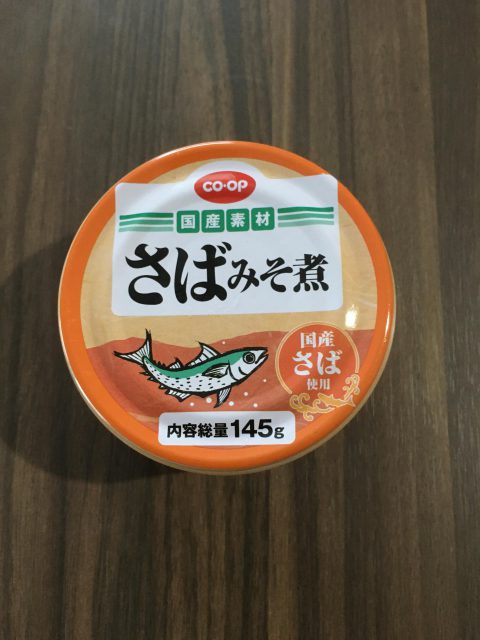 CO·OP
国産素材
さばみそ煮
国産
さば
使用
内容総量145g